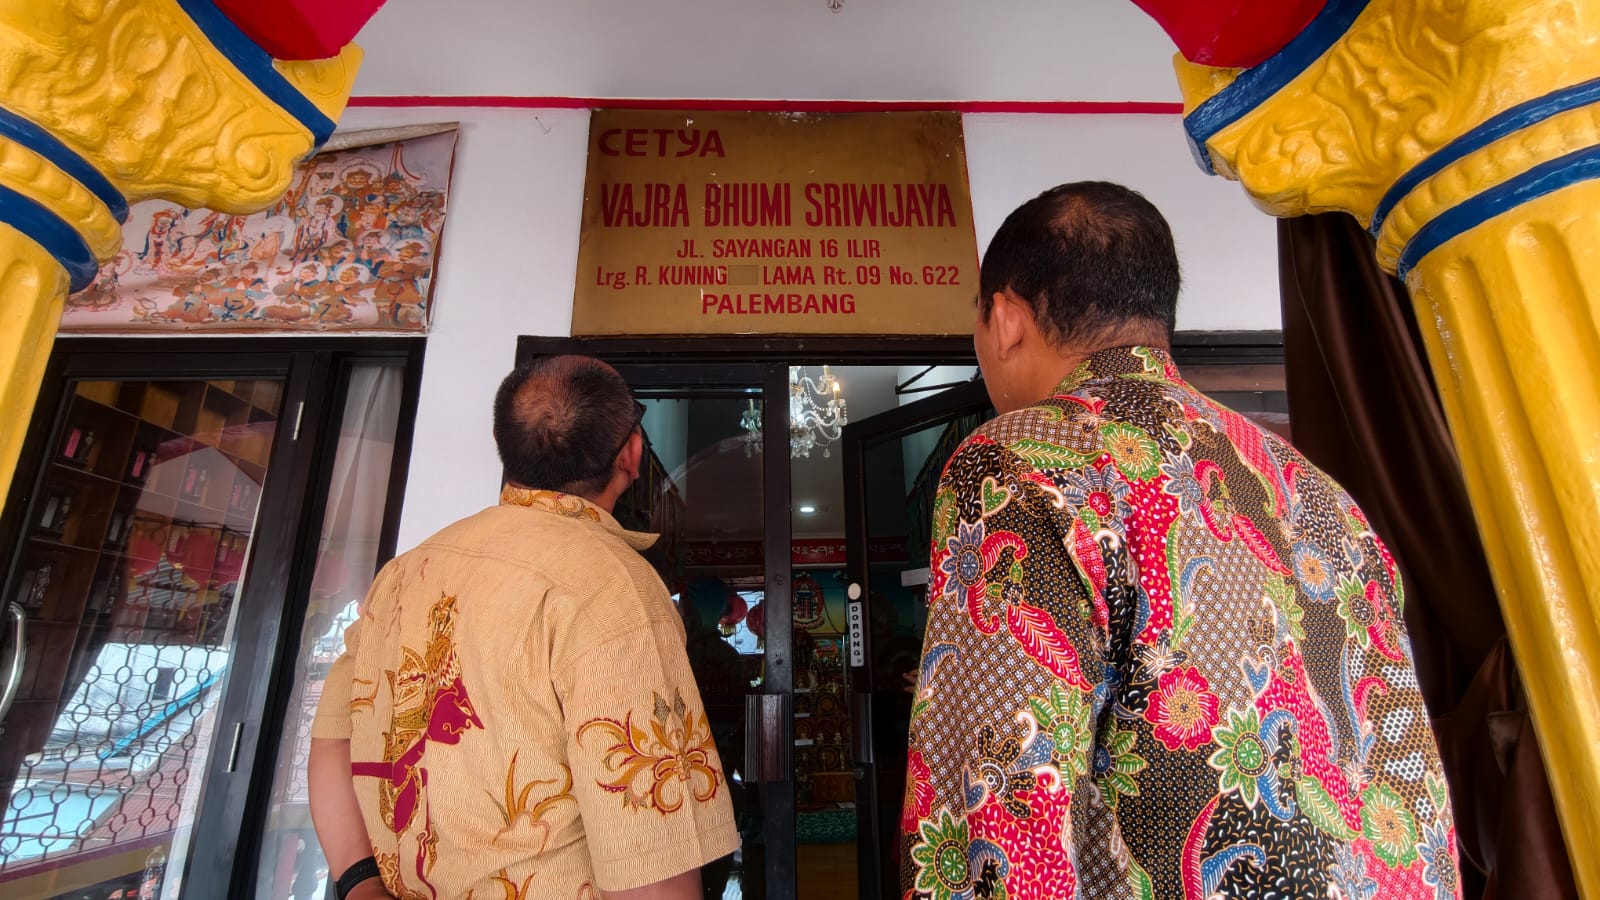 CETYA
VAJRA BHUMI SRIWIJAYA
JL. SAYANGAN 16 ILIR
Lrg. R. KUNING LAMA Rt. 09 No. 622
PALEMBANG
DORONG